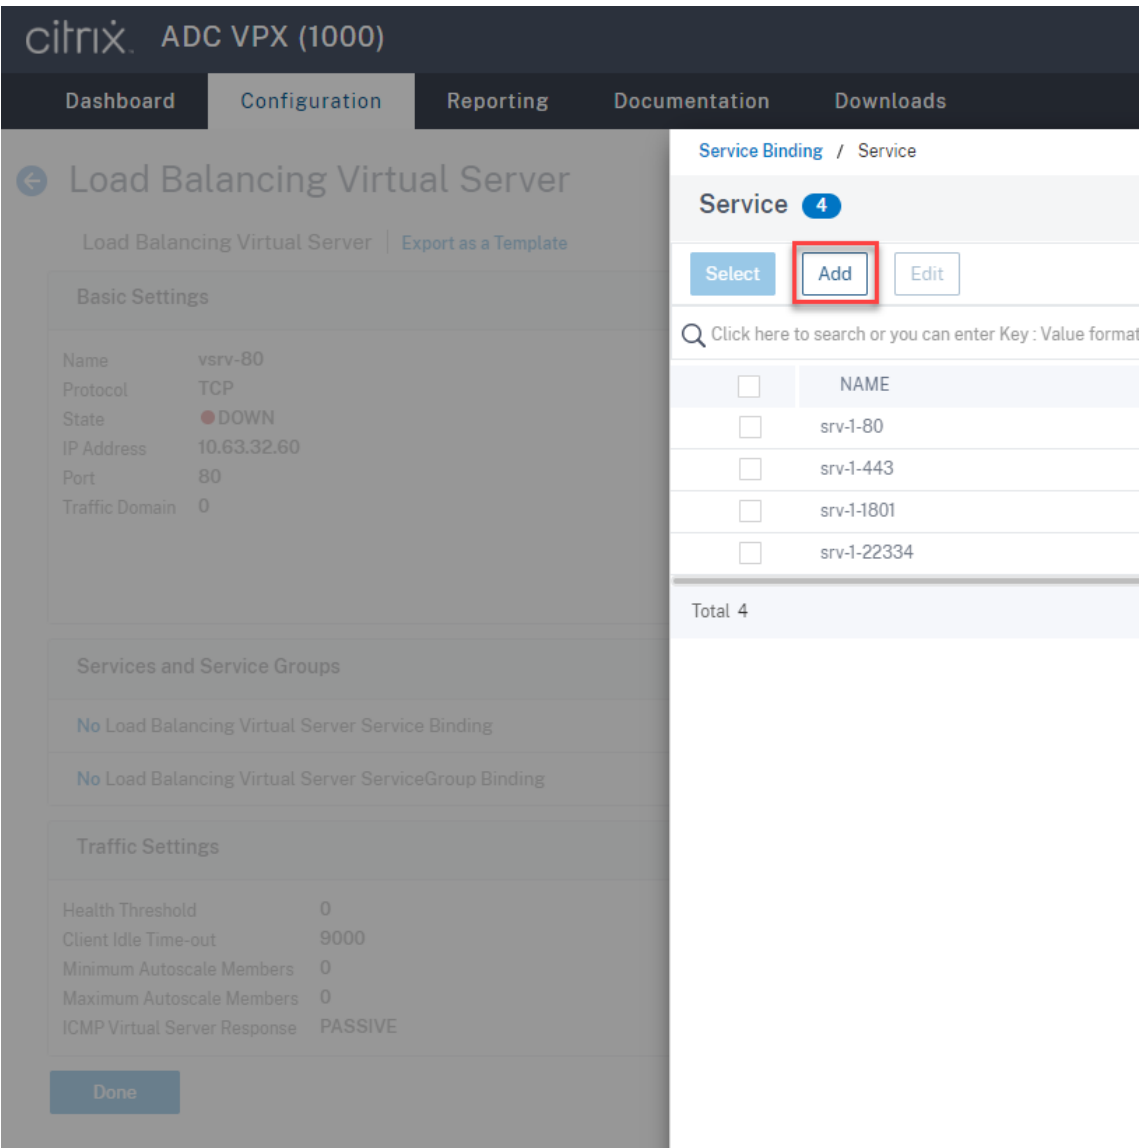 citrix. ADC VPX (1000)
Dashboard Configuration Reporting Documentation Downloads
Load Balancing Virtual Server
Load Balancing Virtual Server | Export as a Template
Basic Settings
Name vsrv-80
Protocol TCP
State DOWN
IP Address 10.63.32.60
Port 80
Traffic Domain 0
Services and Service Groups
No Load Balancing Virtual Server Service Binding
No Load Balancing Virtual Server ServiceGroup Binding
Traffic Settings
Health Threshold 0
Client Idle Time-out 9000
Minimum Autoscale Members 0
Maximum Autoscale Members 0
ICMP Virtual Server Response PASSIVE
Done
Service Binding / Service
Service 4
Select Add Edit
Click here to search or you can enter Key : Value format
NAME
srv-1-80
srv-1-443
srv-1-1801
srv-1-22334
Total 4